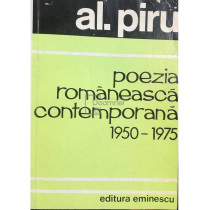 al. piru
poezia
românească
contemporană
1950-1975
editura eminescu